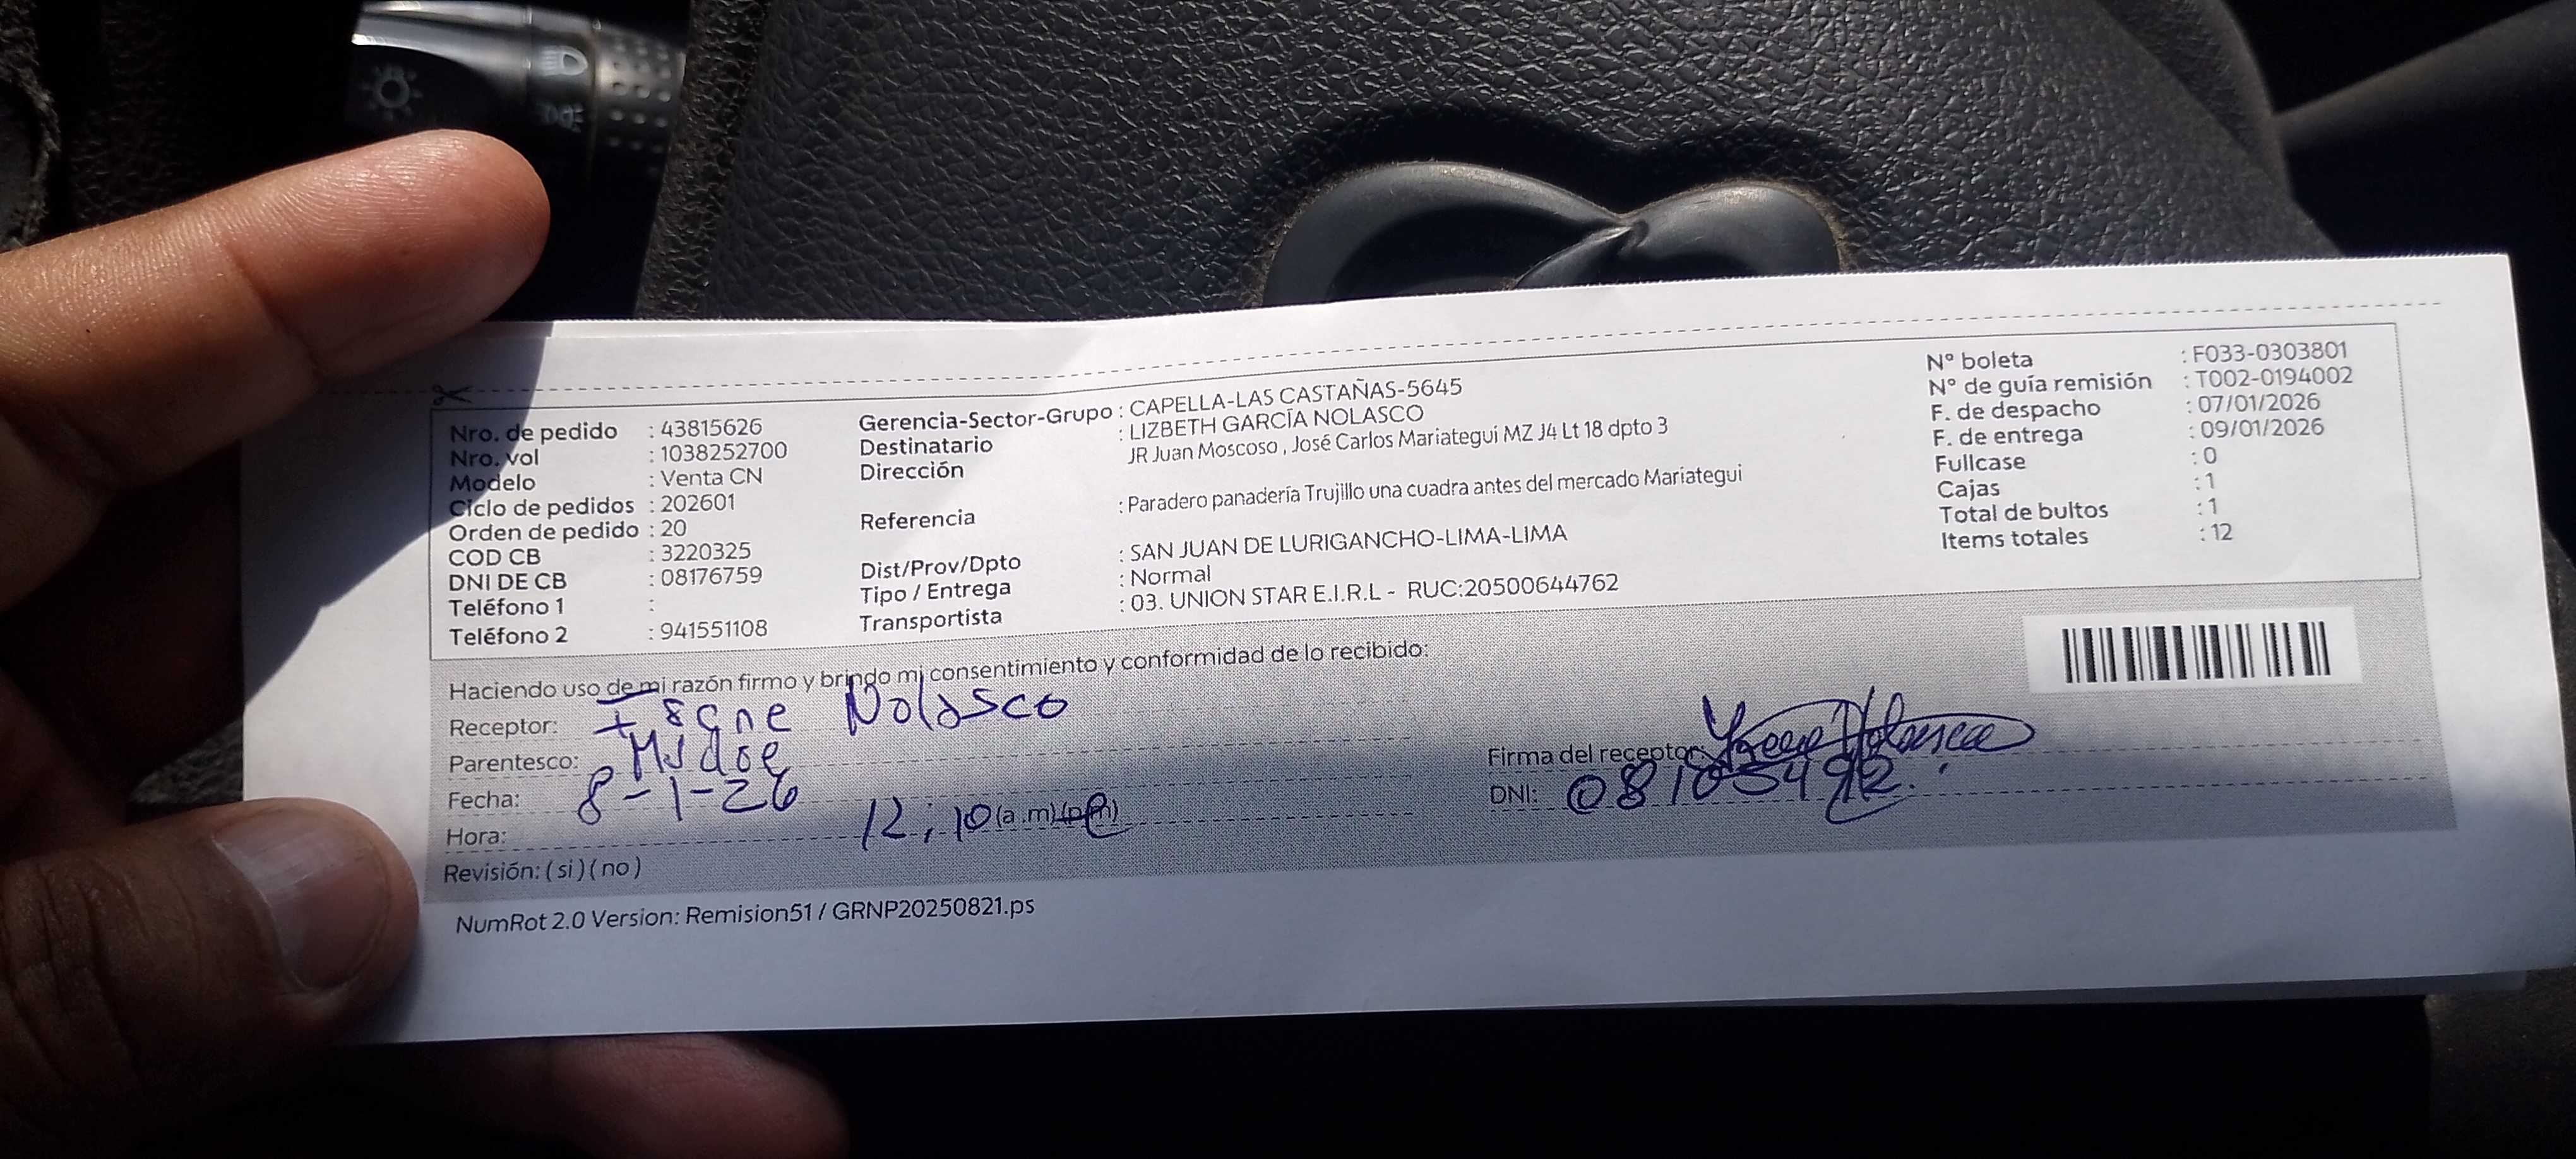 Nro. de pedido : 43815626
Nro. vol : 1038252700
Modelo : Venta CN
Ciclo de pedidos : 202601
Orden de pedido : 20
COD CB : 3220325
DNI DE CB : 08176759
Teléfono 1 :
Teléfono 2 : 941551108
Gerencia-Sector-Grupo : CAPELLA-LAS CASTAÑAS-5645
Destinatario : LIZBETH GARCÍA NOLASCO
Dirección JR Juan Moscoso , José Carlos Mariategui MZ J4 Lt 18 dpto 3
Referencia : Paradero panadería Trujillo una cuadra antes del mercado Mariategui
Dist/Prov/Dpto : SAN JUAN DE LURIGANCHO-LIMA-LIMA
Tipo / Entrega : Normal
Transportista : 03. UNION STAR E.I.R.L - RUC:20500644762
N° boleta : F033-0303801
N° de guía remisión : T002-0194002
F. de despacho : 07/01/2026
F. de entrega : 09/01/2026
Fullcase : 0
Cajas : 1
Total de bultos : 1
Items totales : 12
Haciendo uso de mi razón firmo y brindo mi consentimiento y conformidad de lo recibido:
Receptor: Nolasco
Parentesco:
Fecha: 8-1-26
Hora: 12:10 (a.m) (p.m)
Revisión: ( si ) ( no )
Firma del receptor:
DNI:
NumRot 2.0 Version: Remision51 / GRNP20250821.ps